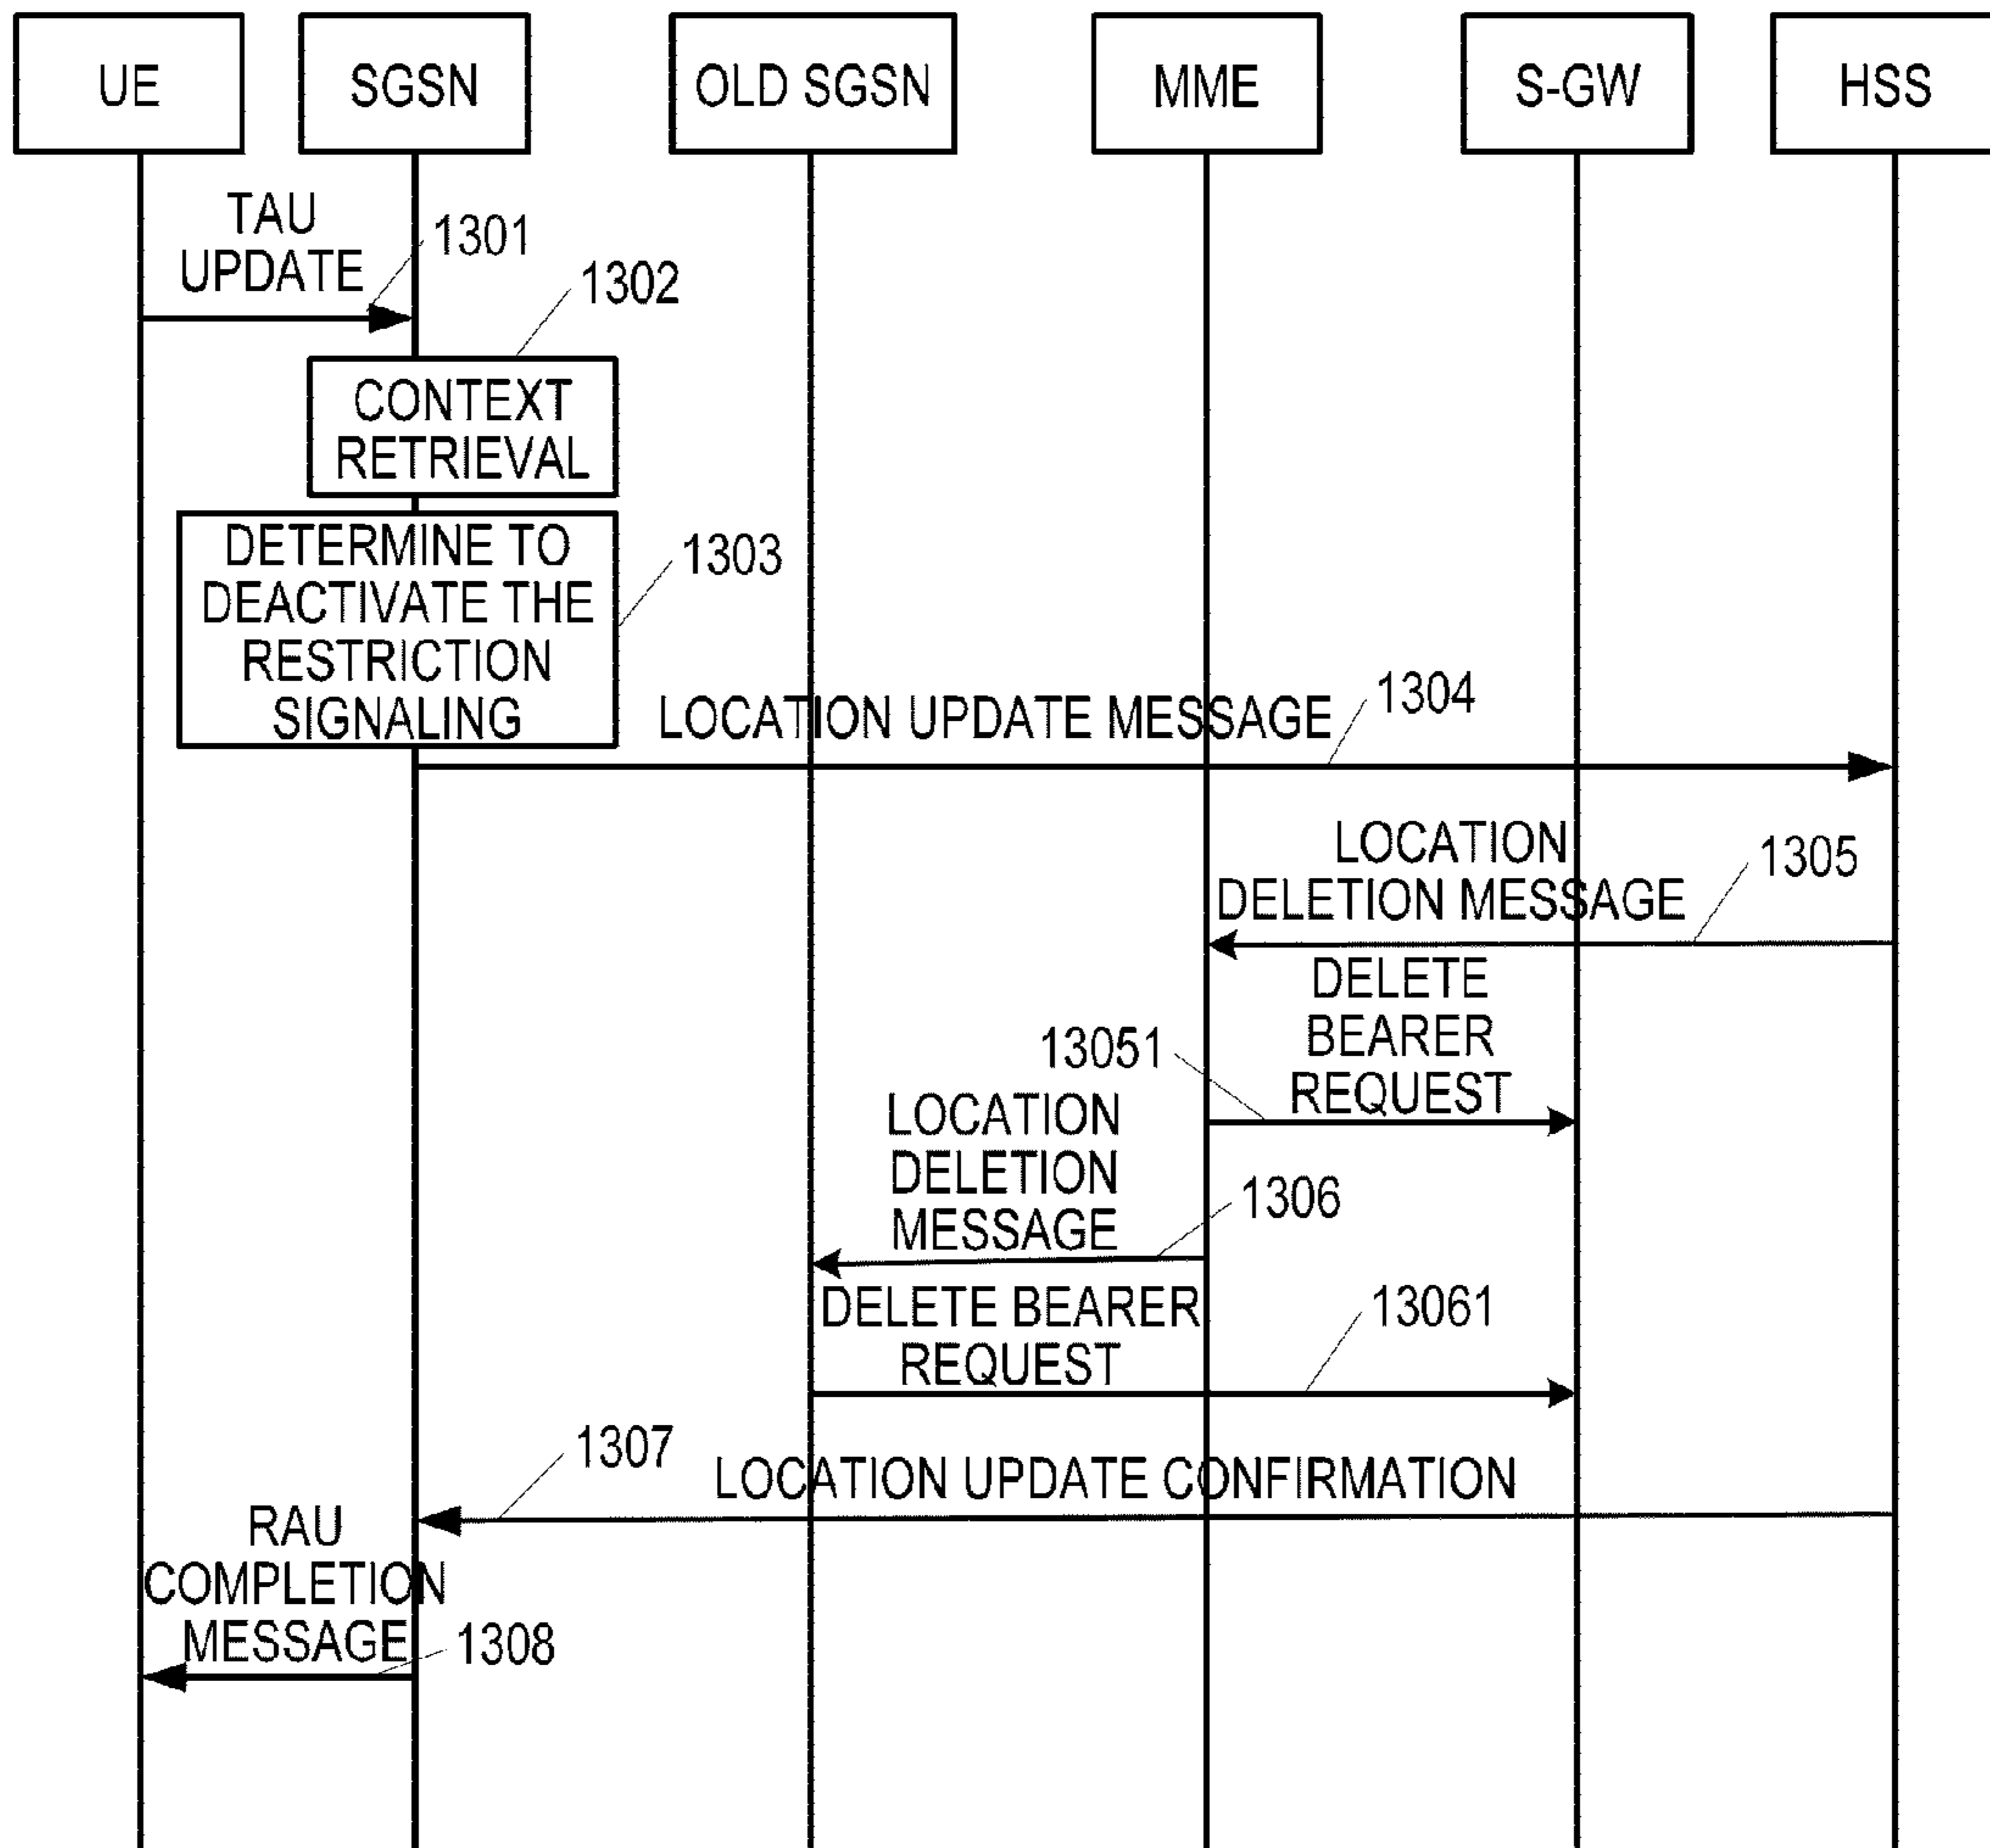 UE
SGSN
OLD SGSN
MME
S-GW
HSS
TAU
UPDATE
1301
1302
CONTEXT
RETRIEVAL
DETERMINE TO
DEACTIVATE THE
RESTRICTION
SIGNALING
1303
LOCATION UPDATE MESSAGE
1304
LOCATION
DELETION MESSAGE
1305
DELETE
BEARER
REQUEST
13051
LOCATION
DELETION
MESSAGE
1306
DELETE BEARER
REQUEST
13061
1307
LOCATION UPDATE CONFIRMATION
RAU
COMPLETION
MESSAGE
1308